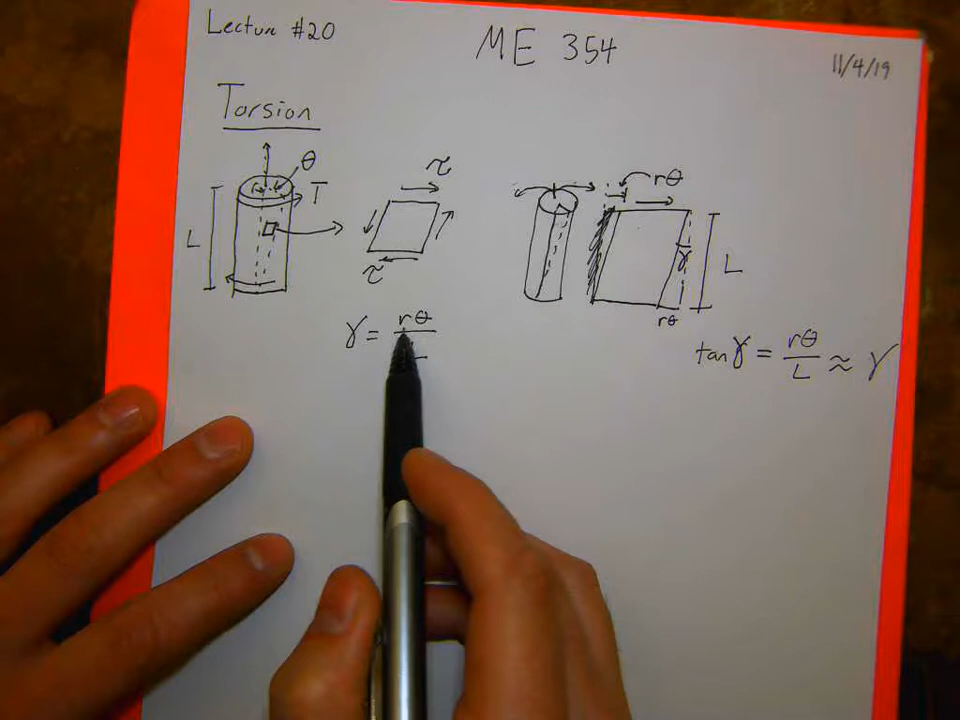 Lecture #20
ME 354
11/4/19
Torsion
θ
T
L
τ
τ
γ = rθ
rθ
γ
L
rθ
tan γ = rθ/L ≈ γ